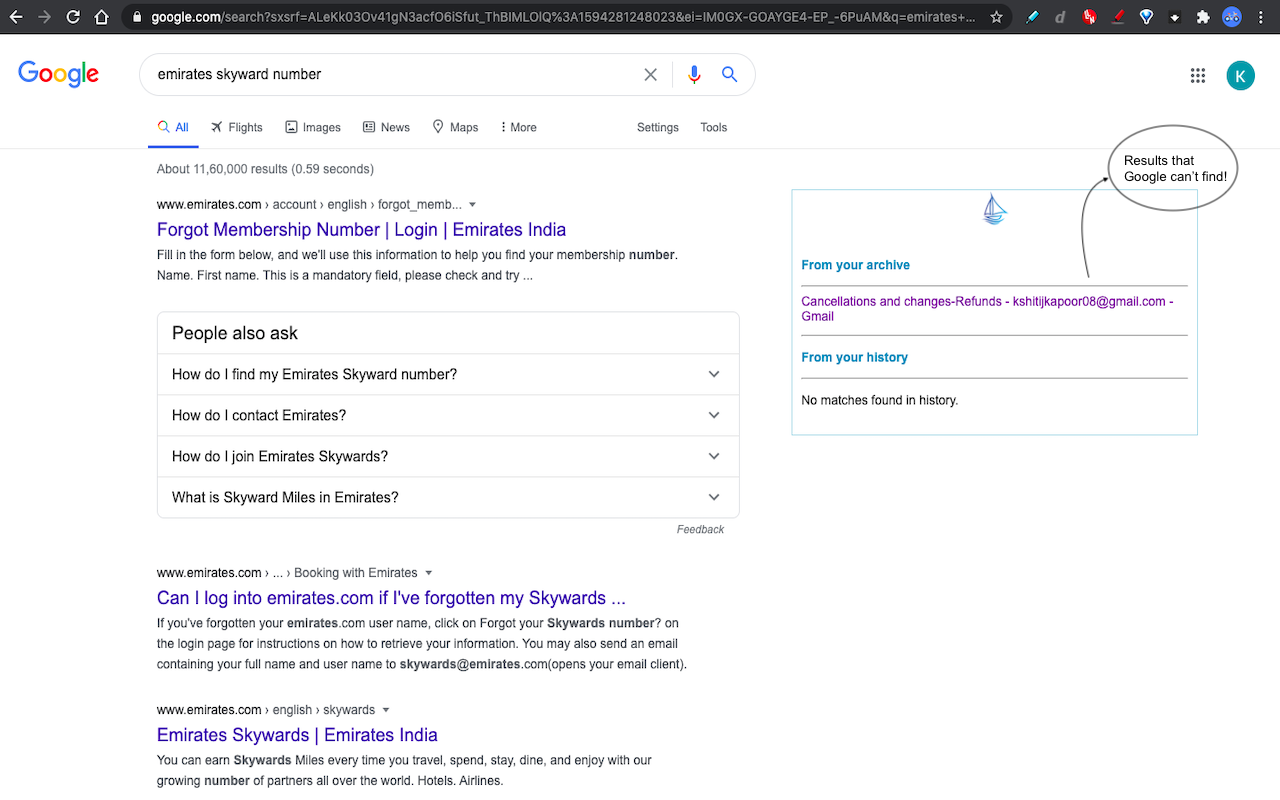 google.com/search?sxsrf=ALeKk03Ov41gN3acfO6iSfut_ThBIMLOlQ%3A1594281248023&ei=IM0GX-GOAYGE4-EP_-6PuAM&q=emirates+...
Google
emirates skyward number
K
All Flights Images News Maps More Settings Tools
About 11,60,000 results (0.59 seconds)
www.emirates.com › account › english › forgot_memb...
Forgot Membership Number | Login | Emirates India
Fill in the form below, and we'll use this information to help you find your membership number.
Name. First name. This is a mandatory field, please check and try ...
People also ask
How do I find my Emirates Skyward number?
How do I contact Emirates?
How do I join Emirates Skywards?
What is Skyward Miles in Emirates?
Feedback
www.emirates.com › ... › Booking with Emirates
Can I log into emirates.com if I've forgotten my Skywards ...
If you've forgotten your emirates.com user name, click on Forgot your Skywards number? on
the login page for instructions on how to retrieve your information. You may also send an email
containing your full name and user name to skywards@emirates.com(opens your email client).
www.emirates.com › english › skywards
Emirates Skywards | Emirates India
You can earn Skywards Miles every time you travel, spend, stay, dine, and enjoy with our
growing number of partners all over the world. Hotels. Airlines.
Results that
Google can't find!
From your archive
Cancellations and changes-Refunds - kshitijkapoor08@gmail.com -
Gmail
From your history
No matches found in history.